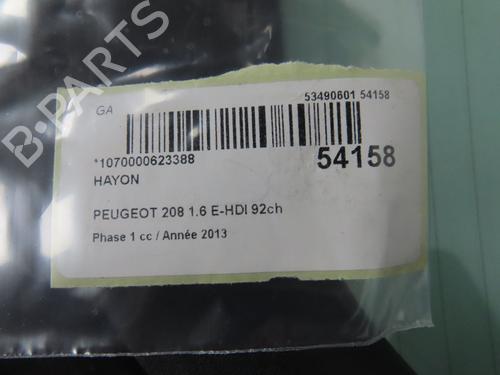 GA
53490601 54158
*1070000623388
54158
HAYON
PEUGEOT 208 1.6 E-HDI 92ch
Phase 1 cc / Année 2013
B-PARTS